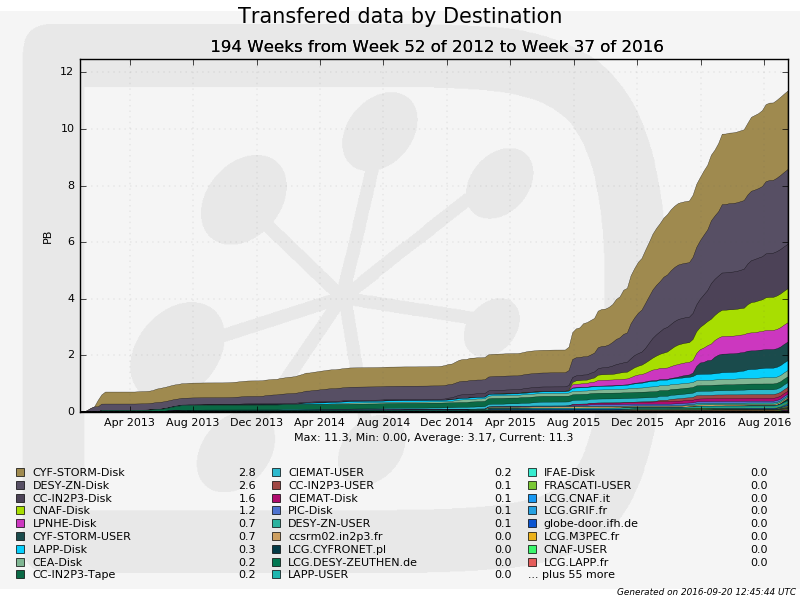 Transfered data by Destination
194 Weeks from Week 52 of 2012 to Week 37 of 2016
12
10
8
6
4
2
0
PB
Apr 2013 Aug 2013 Dec 2013 Apr 2014 Aug 2014 Dec 2014 Apr 2015 Aug 2015 Dec 2015 Apr 2016 Aug 2016
Max: 11.3, Min: 0.00, Average: 3.17, Current: 11.3
CYF-STORM-Disk 2.8
DESY-ZN-Disk 2.6
CC-IN2P3-Disk 1.6
CNAF-Disk 1.2
LPNHE-Disk 0.7
CYF-STORM-USER 0.7
LAPP-Disk 0.3
CEA-Disk 0.2
CC-IN2P3-Tape 0.2
CIEMAT-USER 0.2
CC-IN2P3-USER 0.1
CIEMAT-Disk 0.1
PIC-Disk 0.1
DESY-ZN-USER 0.1
ccsrm02.in2p3.fr 0.0
LCG.CYFRONET.pl 0.0
LCG.DESY-ZEUTHEN.de 0.0
LAPP-USER 0.0
IFAE-Disk 0.0
FRASCATI-USER 0.0
LCG.CNAF.it 0.0
LCG.GRIF.fr 0.0
globe-door.ifh.de 0.0
LCG.M3PEC.fr 0.0
CNAF-USER 0.0
LCG.LAPP.fr 0.0
... plus 55 more
Generated on 2016-09-20 12:45:44 UTC